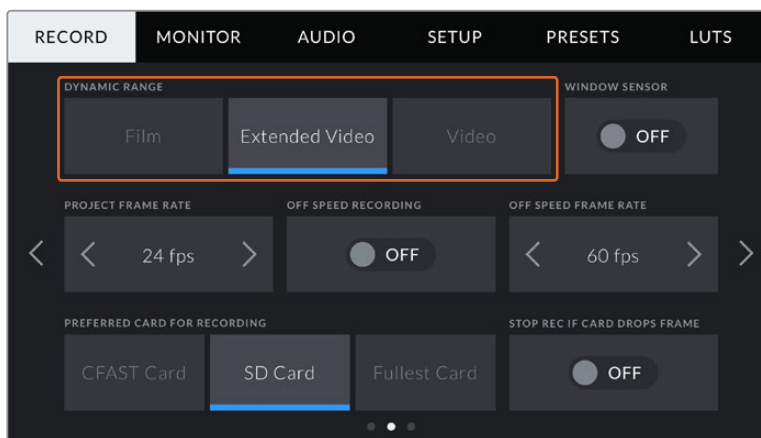 RECORD MONITOR AUDIO SETUP PRESETS LUTS
DYNAMIC RANGE WINDOW SENSOR
Film Extended Video Video OFF
PROJECT FRAME RATE OFF SPEED RECORDING OFF SPEED FRAME RATE
24 fps OFF 60 fps
PREFERRED CARD FOR RECORDING STOP REC IF CARD DROPS FRAME
CFAST Card SD Card Fullest Card OFF